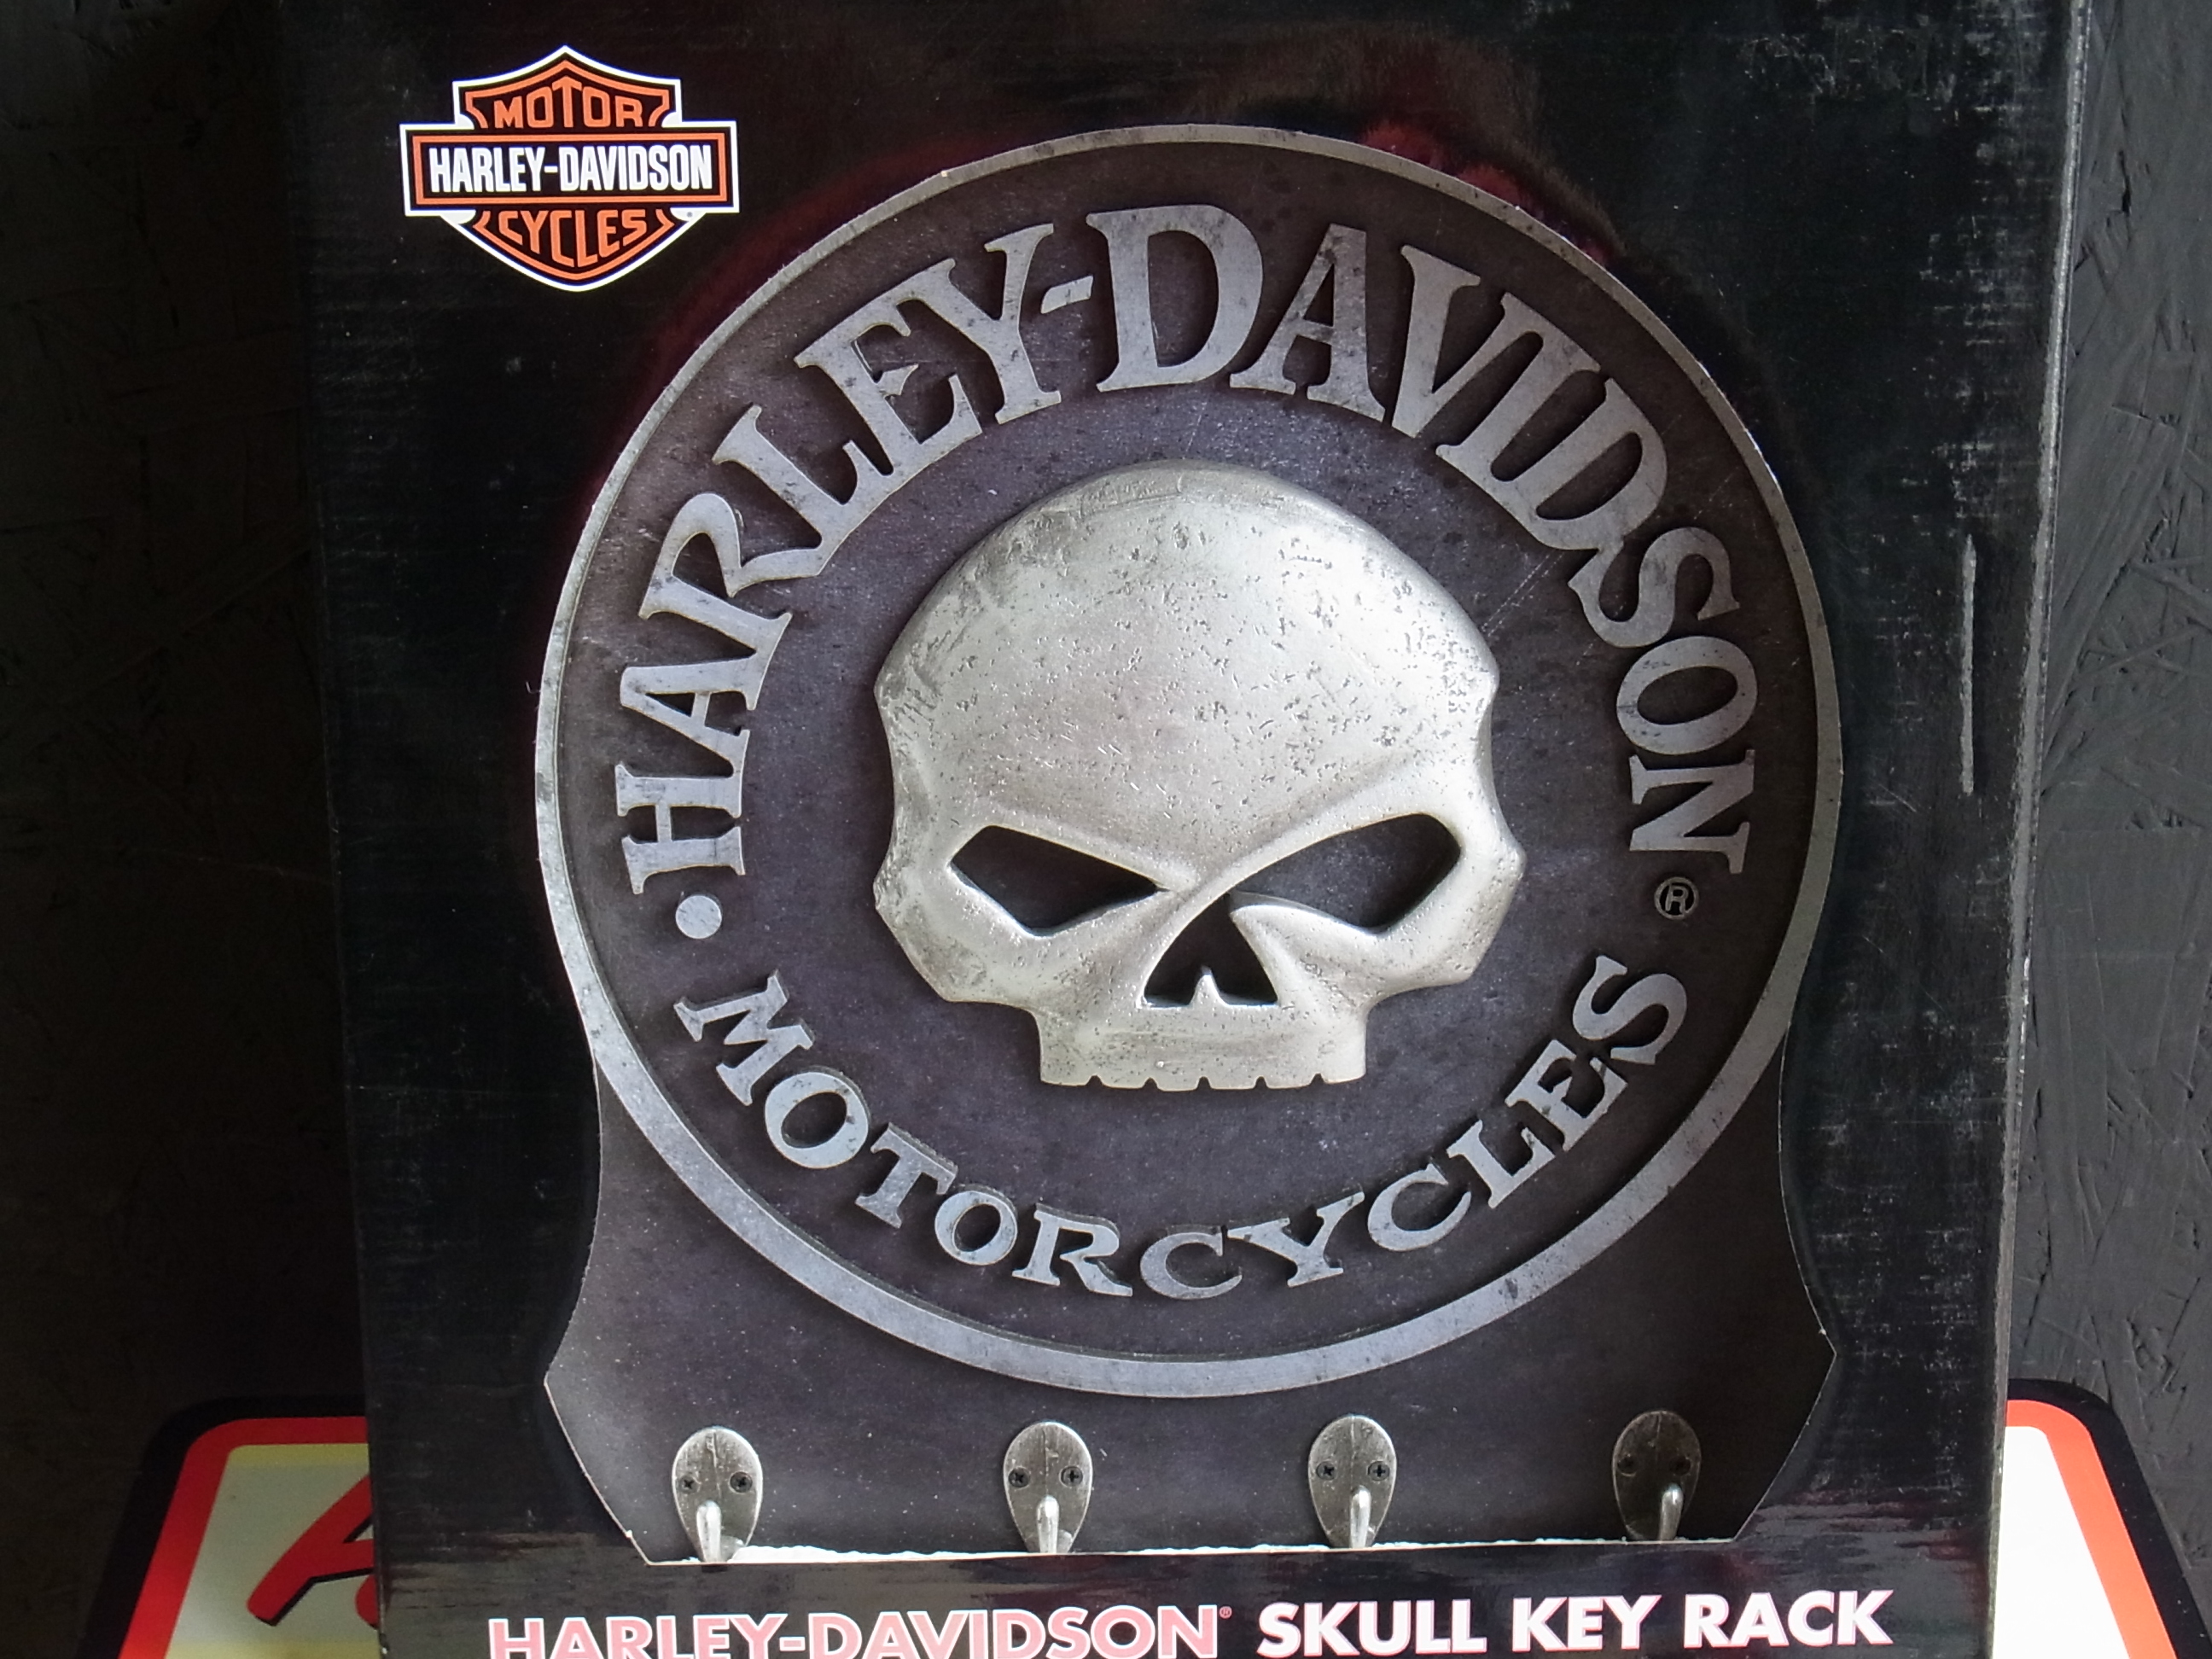 MOTOR
HARLEY-DAVIDSON
CYCLES
HARLEY-DAVIDSON
®
• MOTORCYCLES
HARLEY-DAVIDSON® SKULL KEY RACK